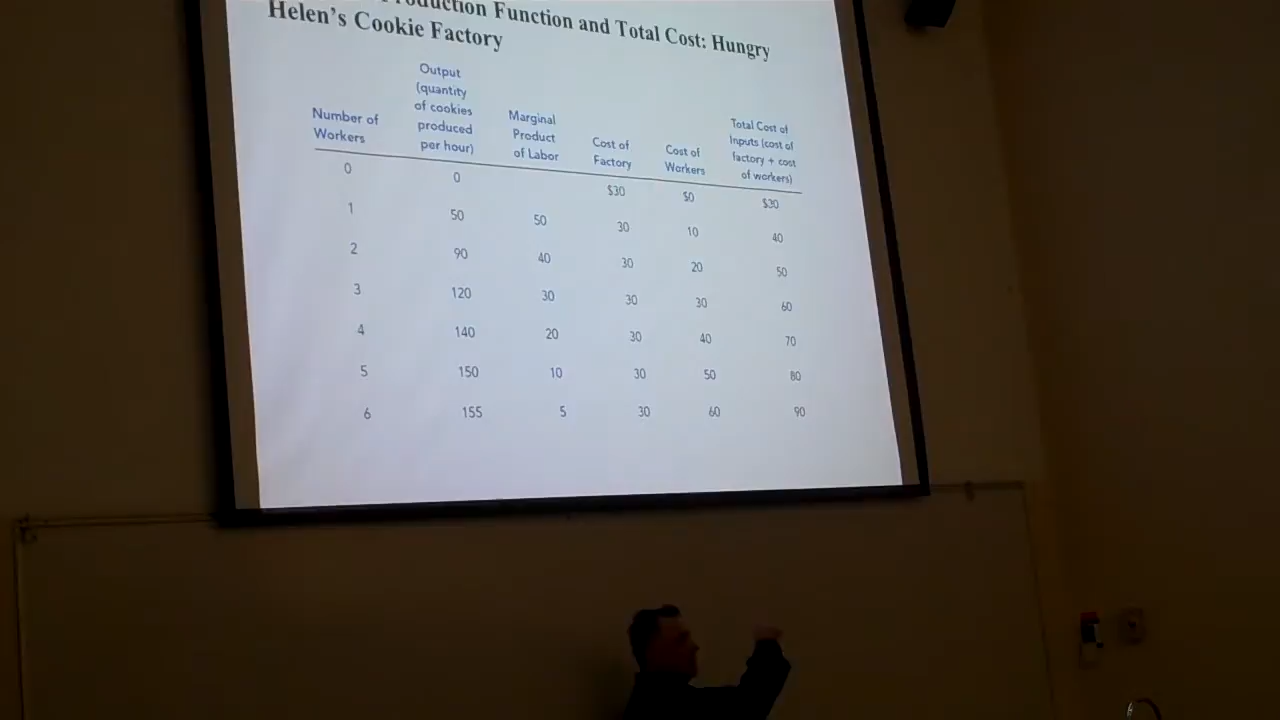 Function and Total Cost: Hungry
Helen's Cookie Factory
Number of Workers | Output (quantity of cookies produced per hour) | Marginal Product of Labor | Cost of Factory | Cost of Workers | Total Cost of Inputs (cost of factory + cost of workers)
0 0 $30 $0 $30
1 50 50 30 10 40
2 90 40 30 20 50
3 120 30 30 30 60
4 140 20 30 40 70
5 150 10 30 50 80
6 155 5 30 60 90